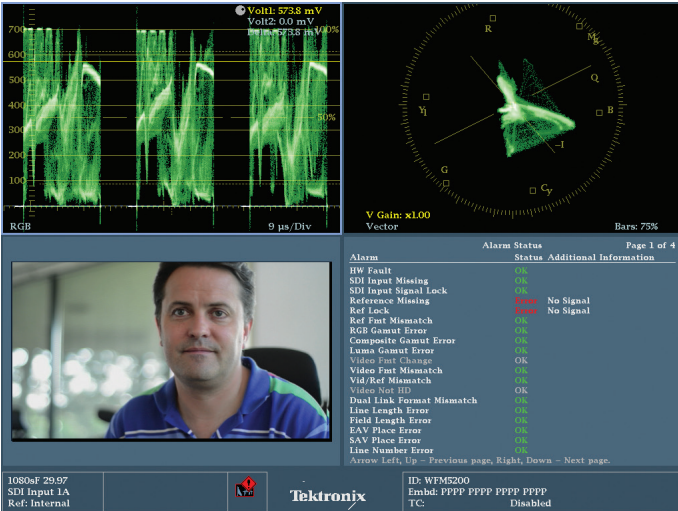 Volt1: 573.8 mV
Volt2: 0.0 mV
573.8 mV
100%
700
600
500
400
50%
300
200
100
RGB
9 µs/Div
R
Mg
Q
B
-I
Cy
G
V Gain: x1.00
Vector
Bars: 75%
Alarm Status Page 1 of 4
Alarm Status Additional Information
HW Fault OK
SDI Input Missing OK
SDI Input Signal Lock OK
Reference Missing Error No Signal
Ref Lock Error No Signal
Ref Fmt Mismatch OK
RGB Gamut Error OK
Composite Gamut Error OK
Luma Gamut Error OK
Video Fmt Change OK
Video Fmt Mismatch OK
Vid/Ref Mismatch OK
Video Not HD OK
Dual Link Format Mismatch OK
Line Length Error OK
Field Length Error OK
EAV Place Error OK
SAV Place Error OK
Line Number Error OK
Arrow Left, Up - Previous page, Right, Down - Next page.
1080sF 29.97
SDI Input 1A
Ref: Internal
Tektronix
ID: WFM5200
Embd: PPPP PPPP PPPP PPPP
TC: Disabled